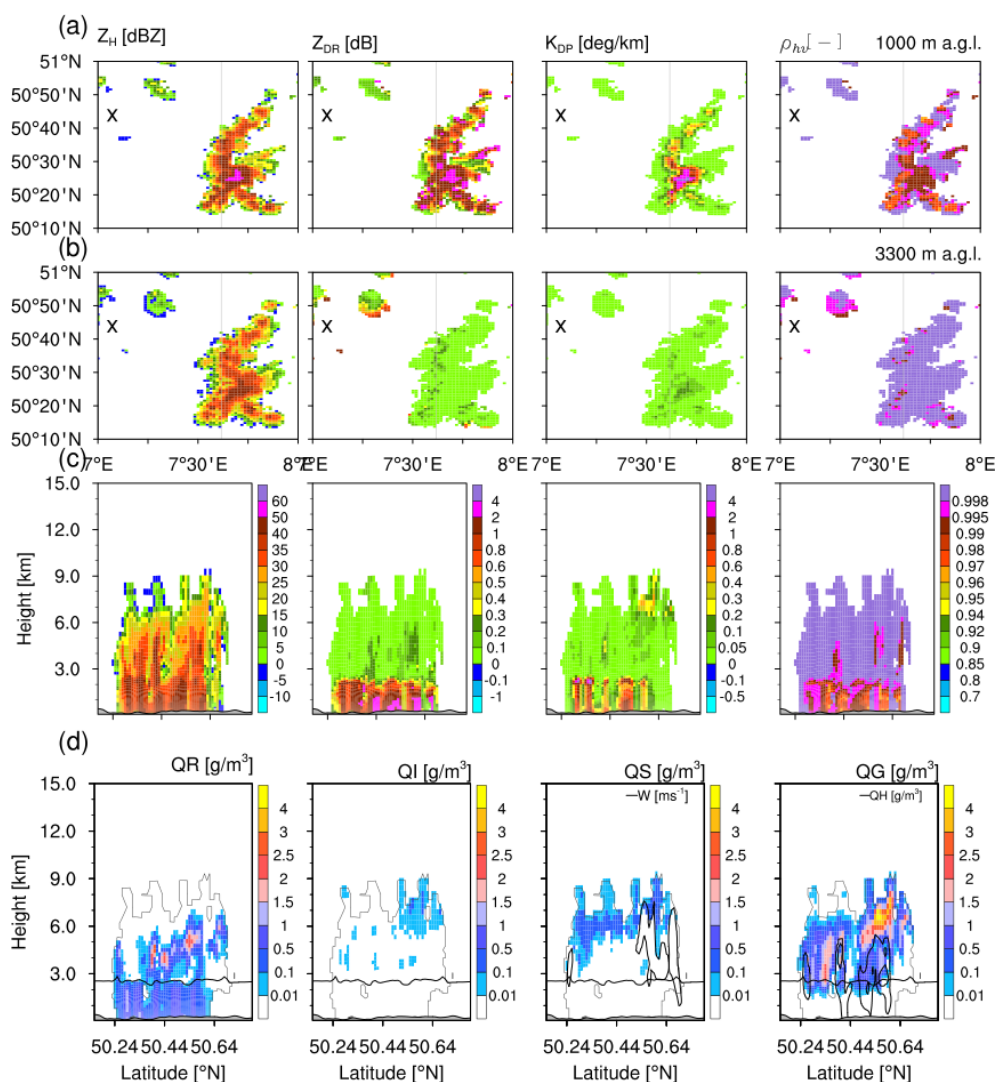 (a)
Z_H [dBZ] Z_DR [dB] K_DP [deg/km] ρ_hv[ − ] 1000 m a.g.l.
51°N
50°50'N
X X X X
50°40'N
50°30'N
50°20'N
50°10'N
(b)
3300 m a.g.l.
51°N
50°50'N
X X X X
50°40'N
50°30'N
50°20'N
50°10'N
7°E 7°30'E 8°E 7°30'E 8°E 7°30'E 8°E 7°30'E 8°E
(c)
Height [km]
15.0
12.0
9.0
6.0
3.0
60 4 4 0.998
50 2 2 0.995
40 1 1 0.99
35 0.8 0.8 0.98
30 0.6 0.6 0.97
25 0.5 0.4 0.96
20 0.4 0.3 0.95
15 0.3 0.2 0.94
10 0.2 0.1 0.92
5 0.1 0.05 0.9
0 0 0 0.85
-5 -0.1 -0.1 0.8
-10 -1 -0.5 0.7
(d)
QR [g/m³] QI [g/m³] QS [g/m³] QG [g/m³]
W [ms⁻¹] QH [g/m³]
Height [km]
15.0
12.0
9.0
6.0
3.0
4 4 4 4
3 3 3 3
2.5 2.5 2.5 2.5
2 2 2 2
1 1 1 1
0.5 0.5 0.5 0.5
0.1 0.1 0.1 0.1
0.01 0.01 0.01 0.01
50.24 50.44 50.64 50.24 50.44 50.64 50.24 50.44 50.64 50.24 50.44 50.64
Latitude [°N] Latitude [°N] Latitude [°N] Latitude [°N]